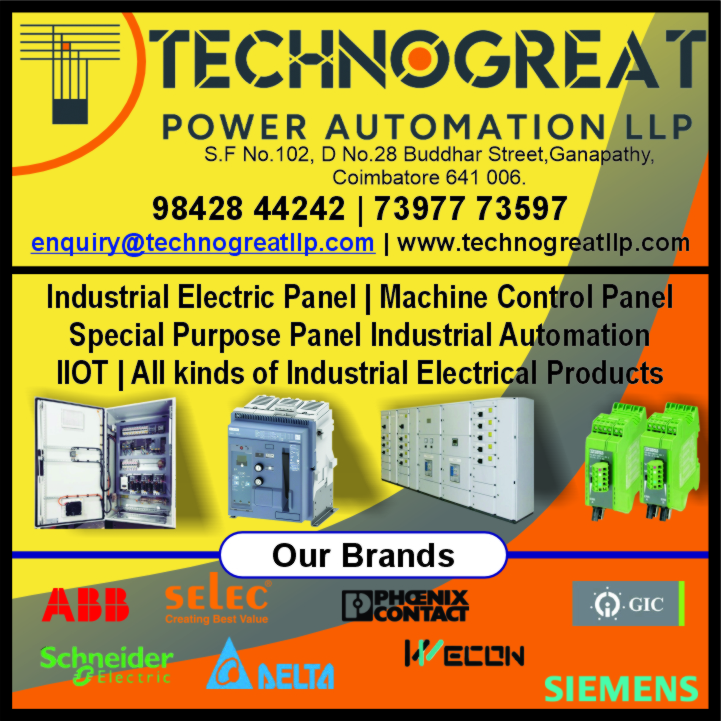 TECHNOGREAT
POWER AUTOMATION LLP
S.F No.102, D No.28 Buddhar Street,Ganapathy,
Coimbatore 641 006.
98428 44242 | 73977 73597
enquiry@technogreatllp.com | www.technogreatllp.com
Industrial Electric Panel | Machine Control Panel
Special Purpose Panel Industrial Automation
IIOT | All kinds of Industrial Electrical Products
Our Brands
ABB
SELEC
Creating Best Value
PHŒNIX
CONTACT
GIC
Schneider
Electric
DELTA
WECON
SIEMENS